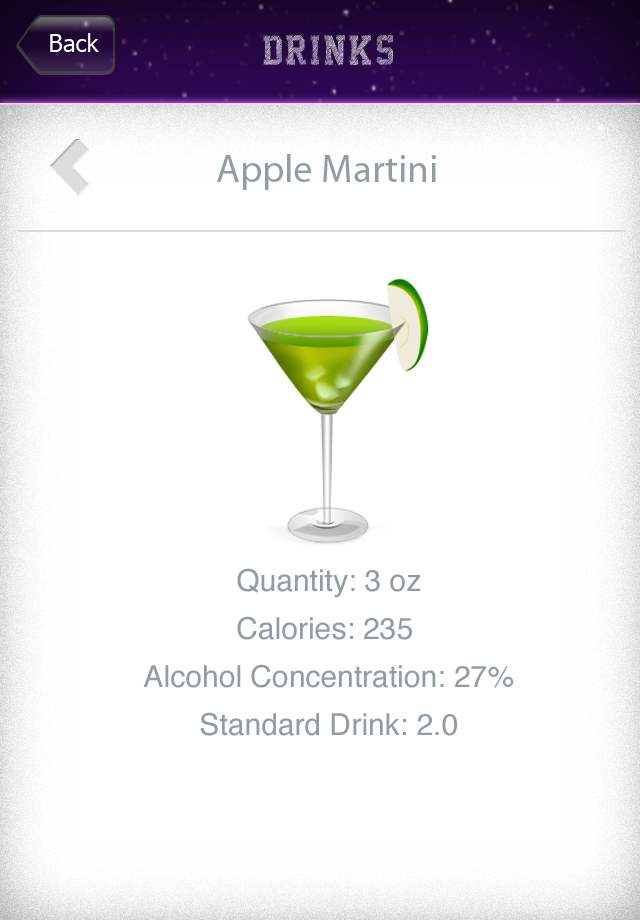 Back
DRINKS
Apple Martini
Quantity: 3 oz
Calories: 235
Alcohol Concentration: 27%
Standard Drink: 2.0